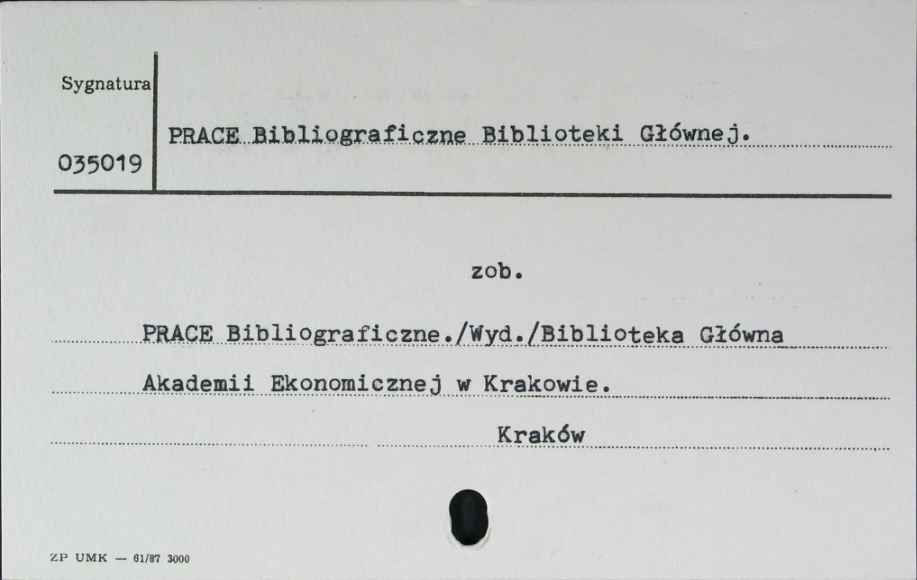 Sygnatura
PRACE Bibliograficzne Biblioteki Głównej.
035019
zob.
PRACE Bibliograficzne./Wyd./Biblioteka Główna
Akademii Ekonomicznej w Krakowie.
Kraków
ZP UMK — 61/87 3000